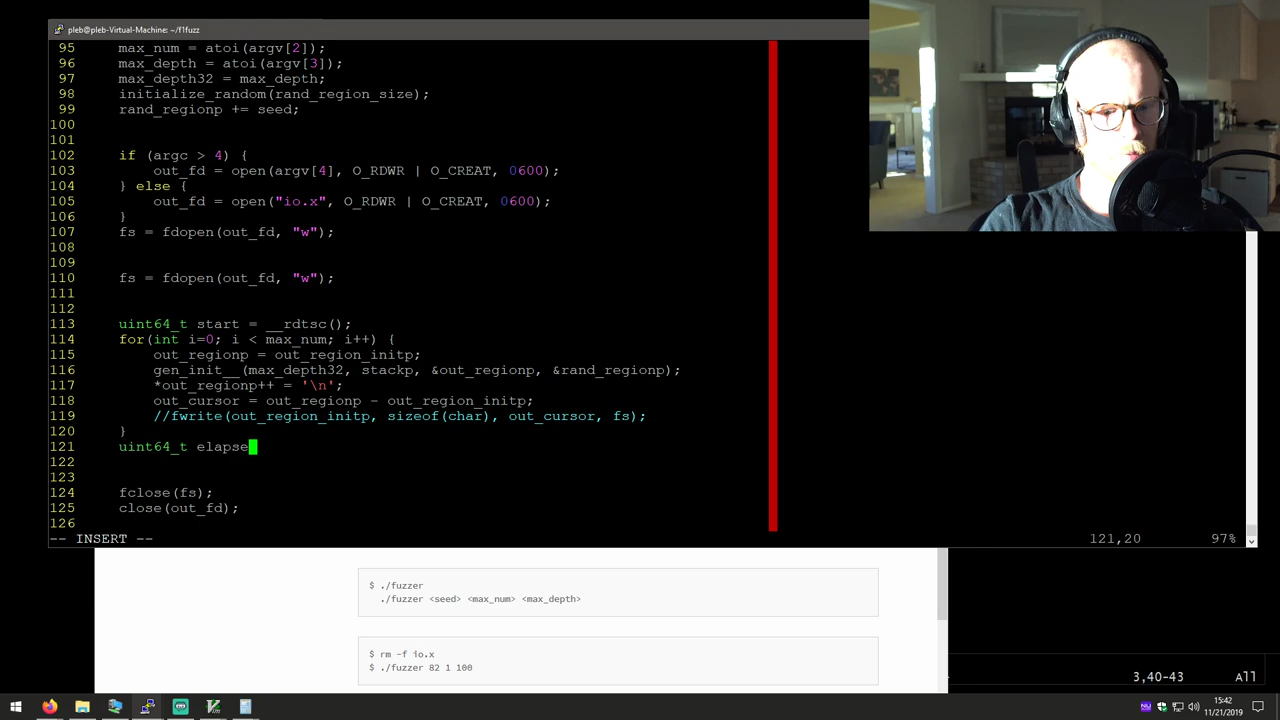 pleb@pleb-Virtual-Machine: ~/f1fuzz
95 max_num = atoi(argv[2]);
96 max_depth = atoi(argv[3]);
97 max_depth32 = max_depth;
98 initialize_random(rand_region_size);
99 rand_regionp += seed;
100
101
102 if (argc > 4) {
103 out_fd = open(argv[4], O_RDWR | O_CREAT, 0600);
104 } else {
105 out_fd = open("io.x", O_RDWR | O_CREAT, 0600);
106 }
107 fs = fdopen(out_fd, "w");
108
109
110 fs = fdopen(out_fd, "w");
111
112
113 uint64_t start = __rdtsc();
114 for(int i=0; i < max_num; i++) {
115 out_regionp = out_region_initp;
116 gen_init__(max_depth32, stackp, &out_regionp, &rand_regionp);
117 *out_regionp++ = '\n';
118 out_cursor = out_regionp - out_region_initp;
119 //fwrite(out_region_initp, sizeof(char), out_cursor, fs);
120 }
121 uint64_t elapse
122
123
124 fclose(fs);
125 close(out_fd);
126
-- INSERT -- 121,20 97%
$ ./fuzzer
./fuzzer <seed> <max_num> <max_depth>
$ rm -f io.x
$ ./fuzzer 82 1 100
3,40-43 All
15:42
11/21/2019